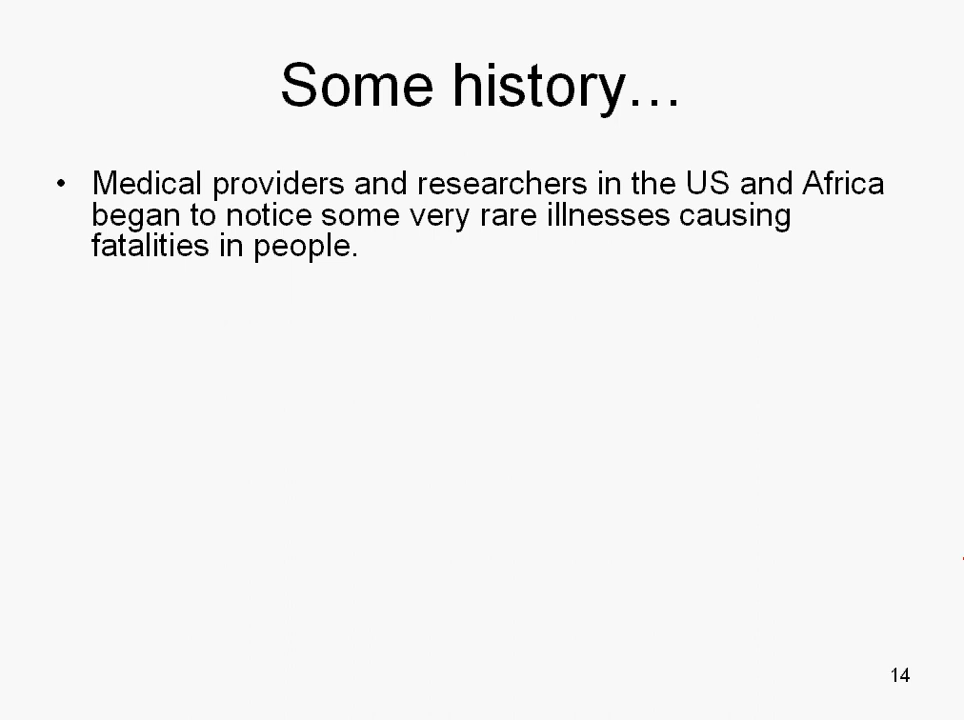 Some history…
• Medical providers and researchers in the US and Africa
began to notice some very rare illnesses causing
fatalities in people.
14